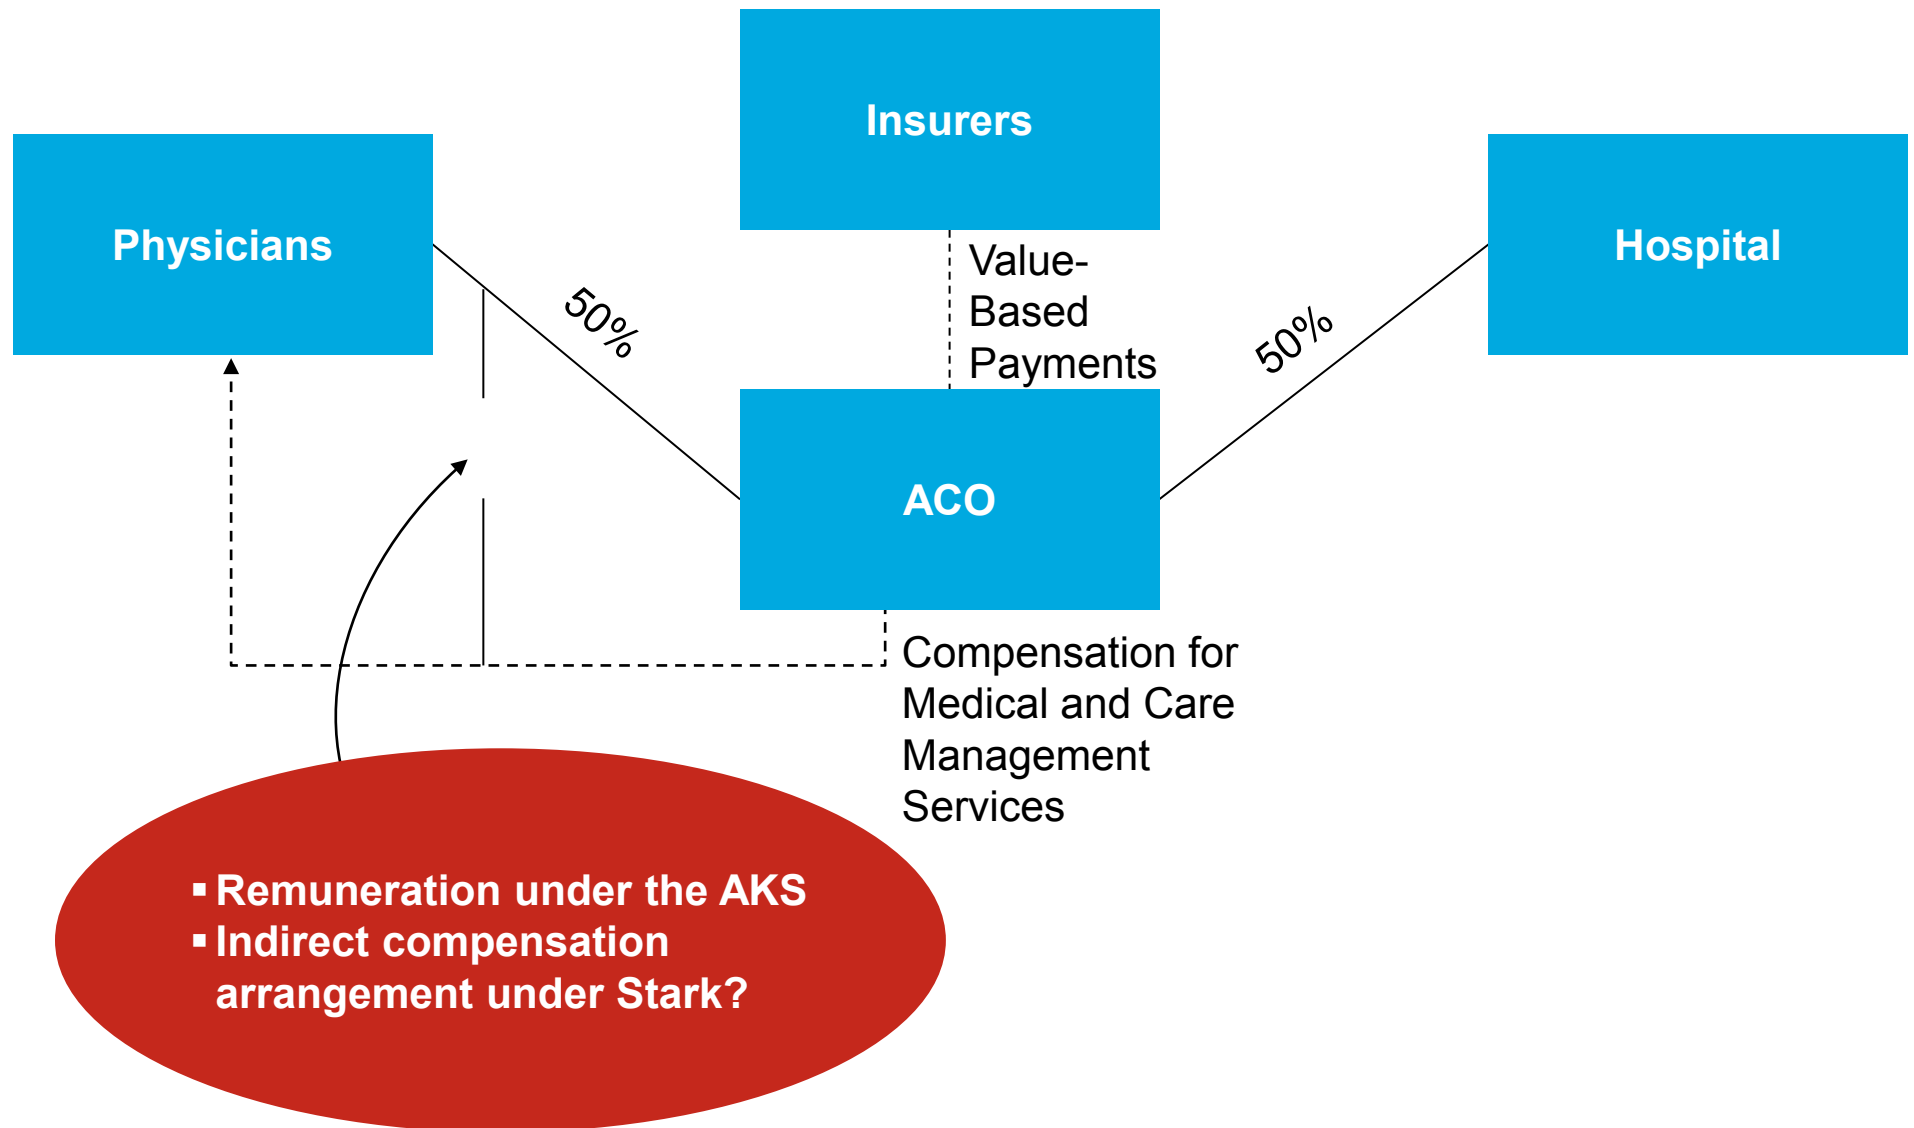 Insurers
Physicians
Hospital
Value-
Based
Payments
50%
50%
ACO
Compensation for
Medical and Care
Management
Services
▪ Remuneration under the AKS
▪ Indirect compensation
arrangement under Stark?